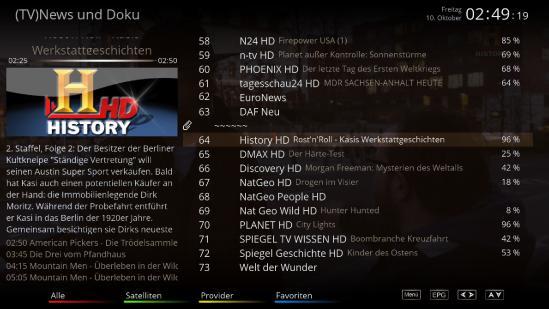 (TV)News und Doku
Freitag
10. Oktober
02:49:19
Werkstattgeschichten
02:25 02:50
H HD
HISTORY
2. Staffel, Folge 2: Der Besitzer der Berliner
Kultkneipe "Ständige Vertretung" will
seinen Austin Super Sport verkaufen. Bald
hat Kasi auch einen potentiellen Käufer an
der Hand: die Immobilienlegende Dirk
Moritz. Während der Probefahrt entführt
er Kasi in das Berlin der 1920er Jahre.
Gemeinsam besichtigen sie Dirks neueste
02:50 American Pickers - Die Trödelsammle
03:45 Die Drei vom Pfandhaus
04:15 Mountain Men - Überleben in der Wild
05:05 Mountain Men - Überleben in der Wild
58 N24 HD Firepower USA (1) 85 %
59 n-tv HD Planet außer Kontrolle: Sonnenstürme 69 %
60 PHOENIX HD Der letzte Tag des Ersten Weltkriegs 68 %
61 tagesschau24 HD MDR SACHSEN-ANHALT HEUTE 64 %
62 EuroNews
63 DAF Neu
~~~~~~
64 History HD Rost'n'Roll - Kasis Werkstattgeschichten 96 %
65 DMAX HD Der Härte-Test 25 %
66 Discovery HD Morgan Freeman: Mysterien des Weltalls 42 %
67 NatGeo HD Drogen im Visier 18 %
68 NatGeo People HD
69 Nat Geo Wild HD Hunter Hunted 8 %
70 PLANET HD City Lights 96 %
71 SPIEGEL TV WISSEN HD Boombranche Kreuzfahrt 42 %
72 Spiegel Geschichte HD Kinder des Ostens 53 %
73 Welt der Wunder
Alle Satelliten Provider Favoriten Menü EPG